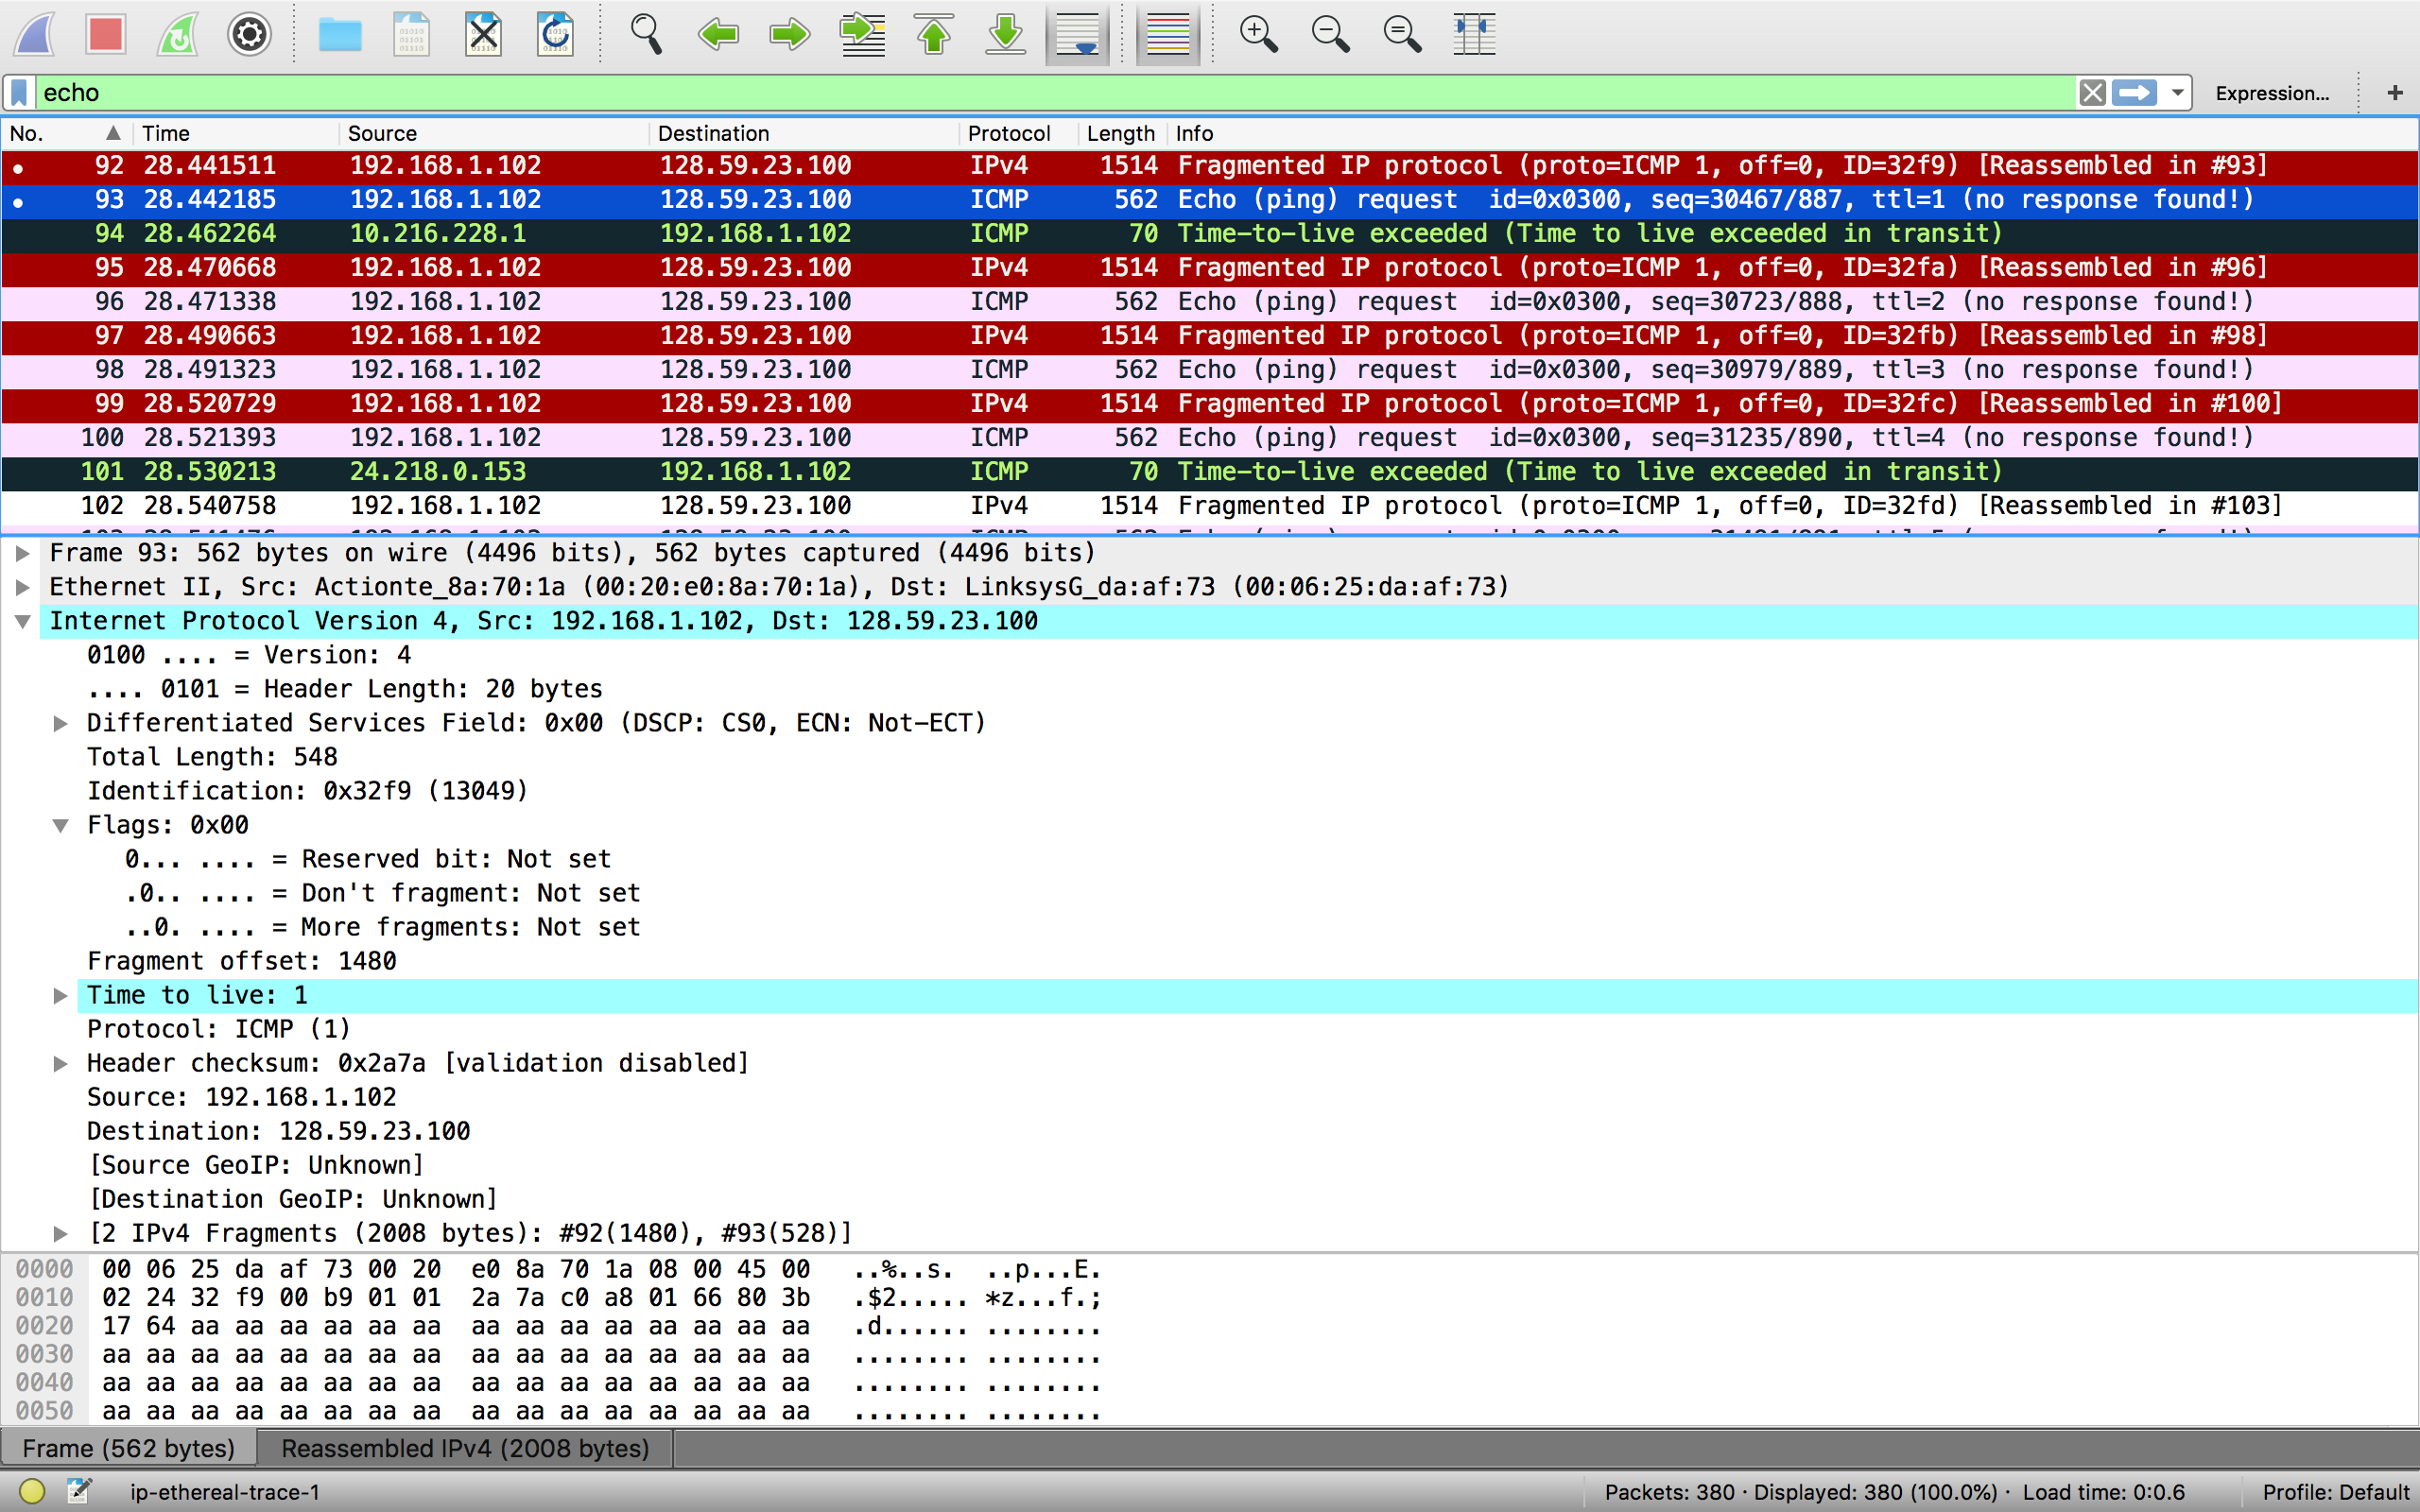 echo
Expression... +
No. Time Source Destination Protocol Length Info
92 28.441511 192.168.1.102 128.59.23.100 IPv4 1514 Fragmented IP protocol (proto=ICMP 1, off=0, ID=32f9) [Reassembled in #93]
93 28.442185 192.168.1.102 128.59.23.100 ICMP 562 Echo (ping) request id=0x0300, seq=30467/887, ttl=1 (no response found!)
94 28.462264 10.216.228.1 192.168.1.102 ICMP 70 Time-to-live exceeded (Time to live exceeded in transit)
95 28.470668 192.168.1.102 128.59.23.100 IPv4 1514 Fragmented IP protocol (proto=ICMP 1, off=0, ID=32fa) [Reassembled in #96]
96 28.471338 192.168.1.102 128.59.23.100 ICMP 562 Echo (ping) request id=0x0300, seq=30723/888, ttl=2 (no response found!)
97 28.490663 192.168.1.102 128.59.23.100 IPv4 1514 Fragmented IP protocol (proto=ICMP 1, off=0, ID=32fb) [Reassembled in #98]
98 28.491323 192.168.1.102 128.59.23.100 ICMP 562 Echo (ping) request id=0x0300, seq=30979/889, ttl=3 (no response found!)
99 28.520729 192.168.1.102 128.59.23.100 IPv4 1514 Fragmented IP protocol (proto=ICMP 1, off=0, ID=32fc) [Reassembled in #100]
100 28.521393 192.168.1.102 128.59.23.100 ICMP 562 Echo (ping) request id=0x0300, seq=31235/890, ttl=4 (no response found!)
101 28.530213 24.218.0.153 192.168.1.102 ICMP 70 Time-to-live exceeded (Time to live exceeded in transit)
102 28.540758 192.168.1.102 128.59.23.100 IPv4 1514 Fragmented IP protocol (proto=ICMP 1, off=0, ID=32fd) [Reassembled in #103]
Frame 93: 562 bytes on wire (4496 bits), 562 bytes captured (4496 bits)
Ethernet II, Src: Actionte_8a:70:1a (00:20:e0:8a:70:1a), Dst: LinksysG_da:af:73 (00:06:25:da:af:73)
Internet Protocol Version 4, Src: 192.168.1.102, Dst: 128.59.23.100
0100 .... = Version: 4
.... 0101 = Header Length: 20 bytes
Differentiated Services Field: 0x00 (DSCP: CS0, ECN: Not-ECT)
Total Length: 548
Identification: 0x32f9 (13049)
Flags: 0x00
0... .... = Reserved bit: Not set
.0.. .... = Don't fragment: Not set
..0. .... = More fragments: Not set
Fragment offset: 1480
Time to live: 1
Protocol: ICMP (1)
Header checksum: 0x2a7a [validation disabled]
Source: 192.168.1.102
Destination: 128.59.23.100
[Source GeoIP: Unknown]
[Destination GeoIP: Unknown]
[2 IPv4 Fragments (2008 bytes): #92(1480), #93(528)]
0000 00 06 25 da af 73 00 20 e0 8a 70 1a 08 00 45 00 ..%..s. ..p...E.
0010 02 24 32 f9 00 b9 01 01 2a 7a c0 a8 01 66 80 3b .$2..... *z...f.;
0020 17 64 aa aa aa aa aa aa aa aa aa aa aa aa aa aa .d...... ........
0030 aa aa aa aa aa aa aa aa aa aa aa aa aa aa aa aa ........ ........
0040 aa aa aa aa aa aa aa aa aa aa aa aa aa aa aa aa ........ ........
0050 aa aa aa aa aa aa aa aa aa aa aa aa aa aa aa aa ........ ........
Frame (562 bytes) Reassembled IPv4 (2008 bytes)
ip-ethereal-trace-1 Packets: 380 · Displayed: 380 (100.0%) · Load time: 0:0.6 Profile: Default